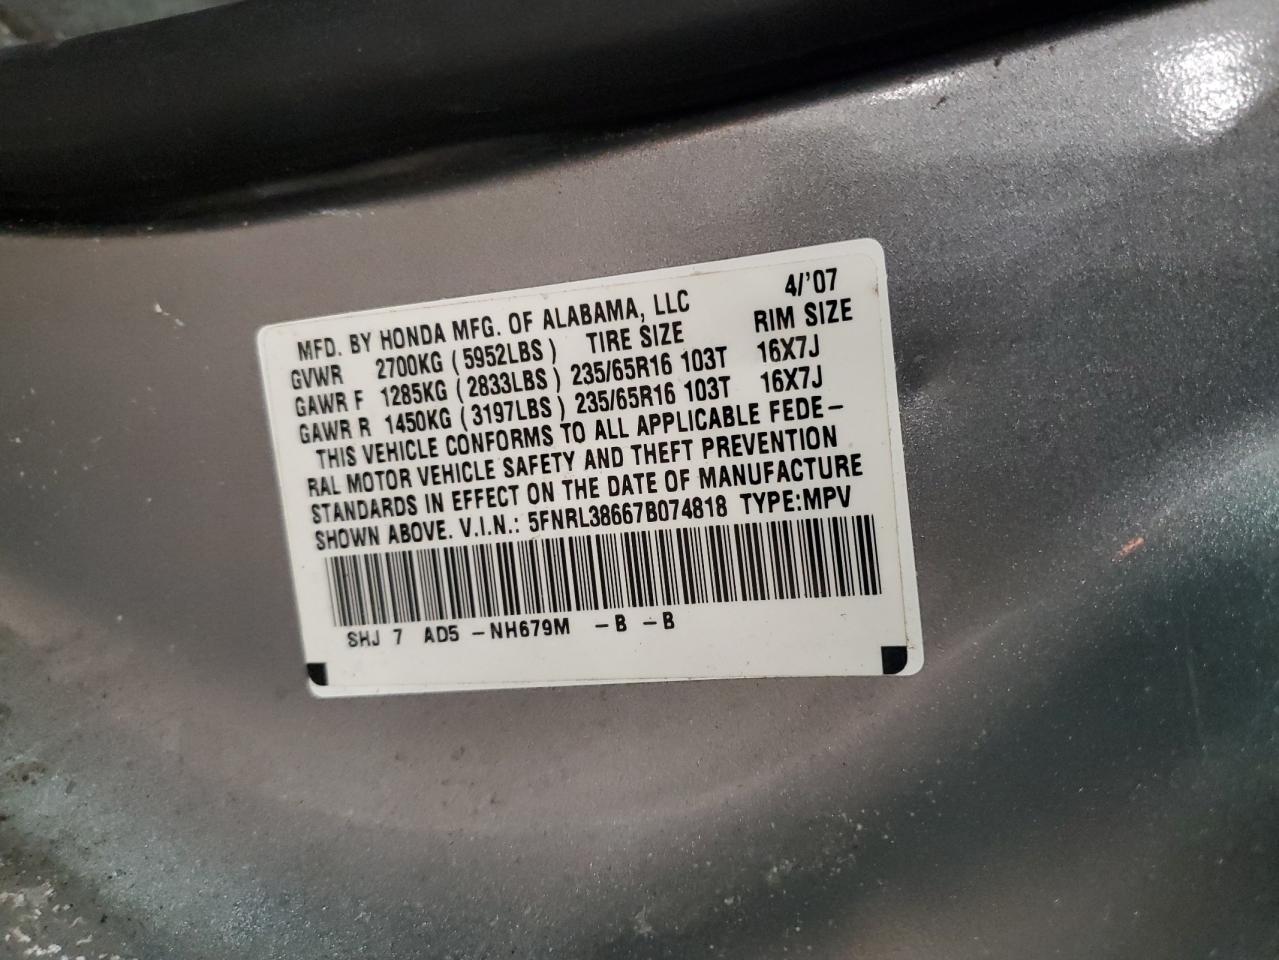 4/'07
MFD. BY HONDA MFG. OF ALABAMA, LLC
GVWR 2700KG (5952LBS) TIRE SIZE RIM SIZE
GAWR F 1285KG (2833LBS) 235/65R16 103T 16X7J
GAWR R 1450KG (3197LBS) 235/65R16 103T 16X7J
THIS VEHICLE CONFORMS TO ALL APPLICABLE FEDE-
RAL MOTOR VEHICLE SAFETY AND THEFT PREVENTION
STANDARDS IN EFFECT ON THE DATE OF MANUFACTURE
SHOWN ABOVE. V.I.N.: 5FNRL38667B074818 TYPE:MPV
SHJ 7 AD5 -NH679M -B -B